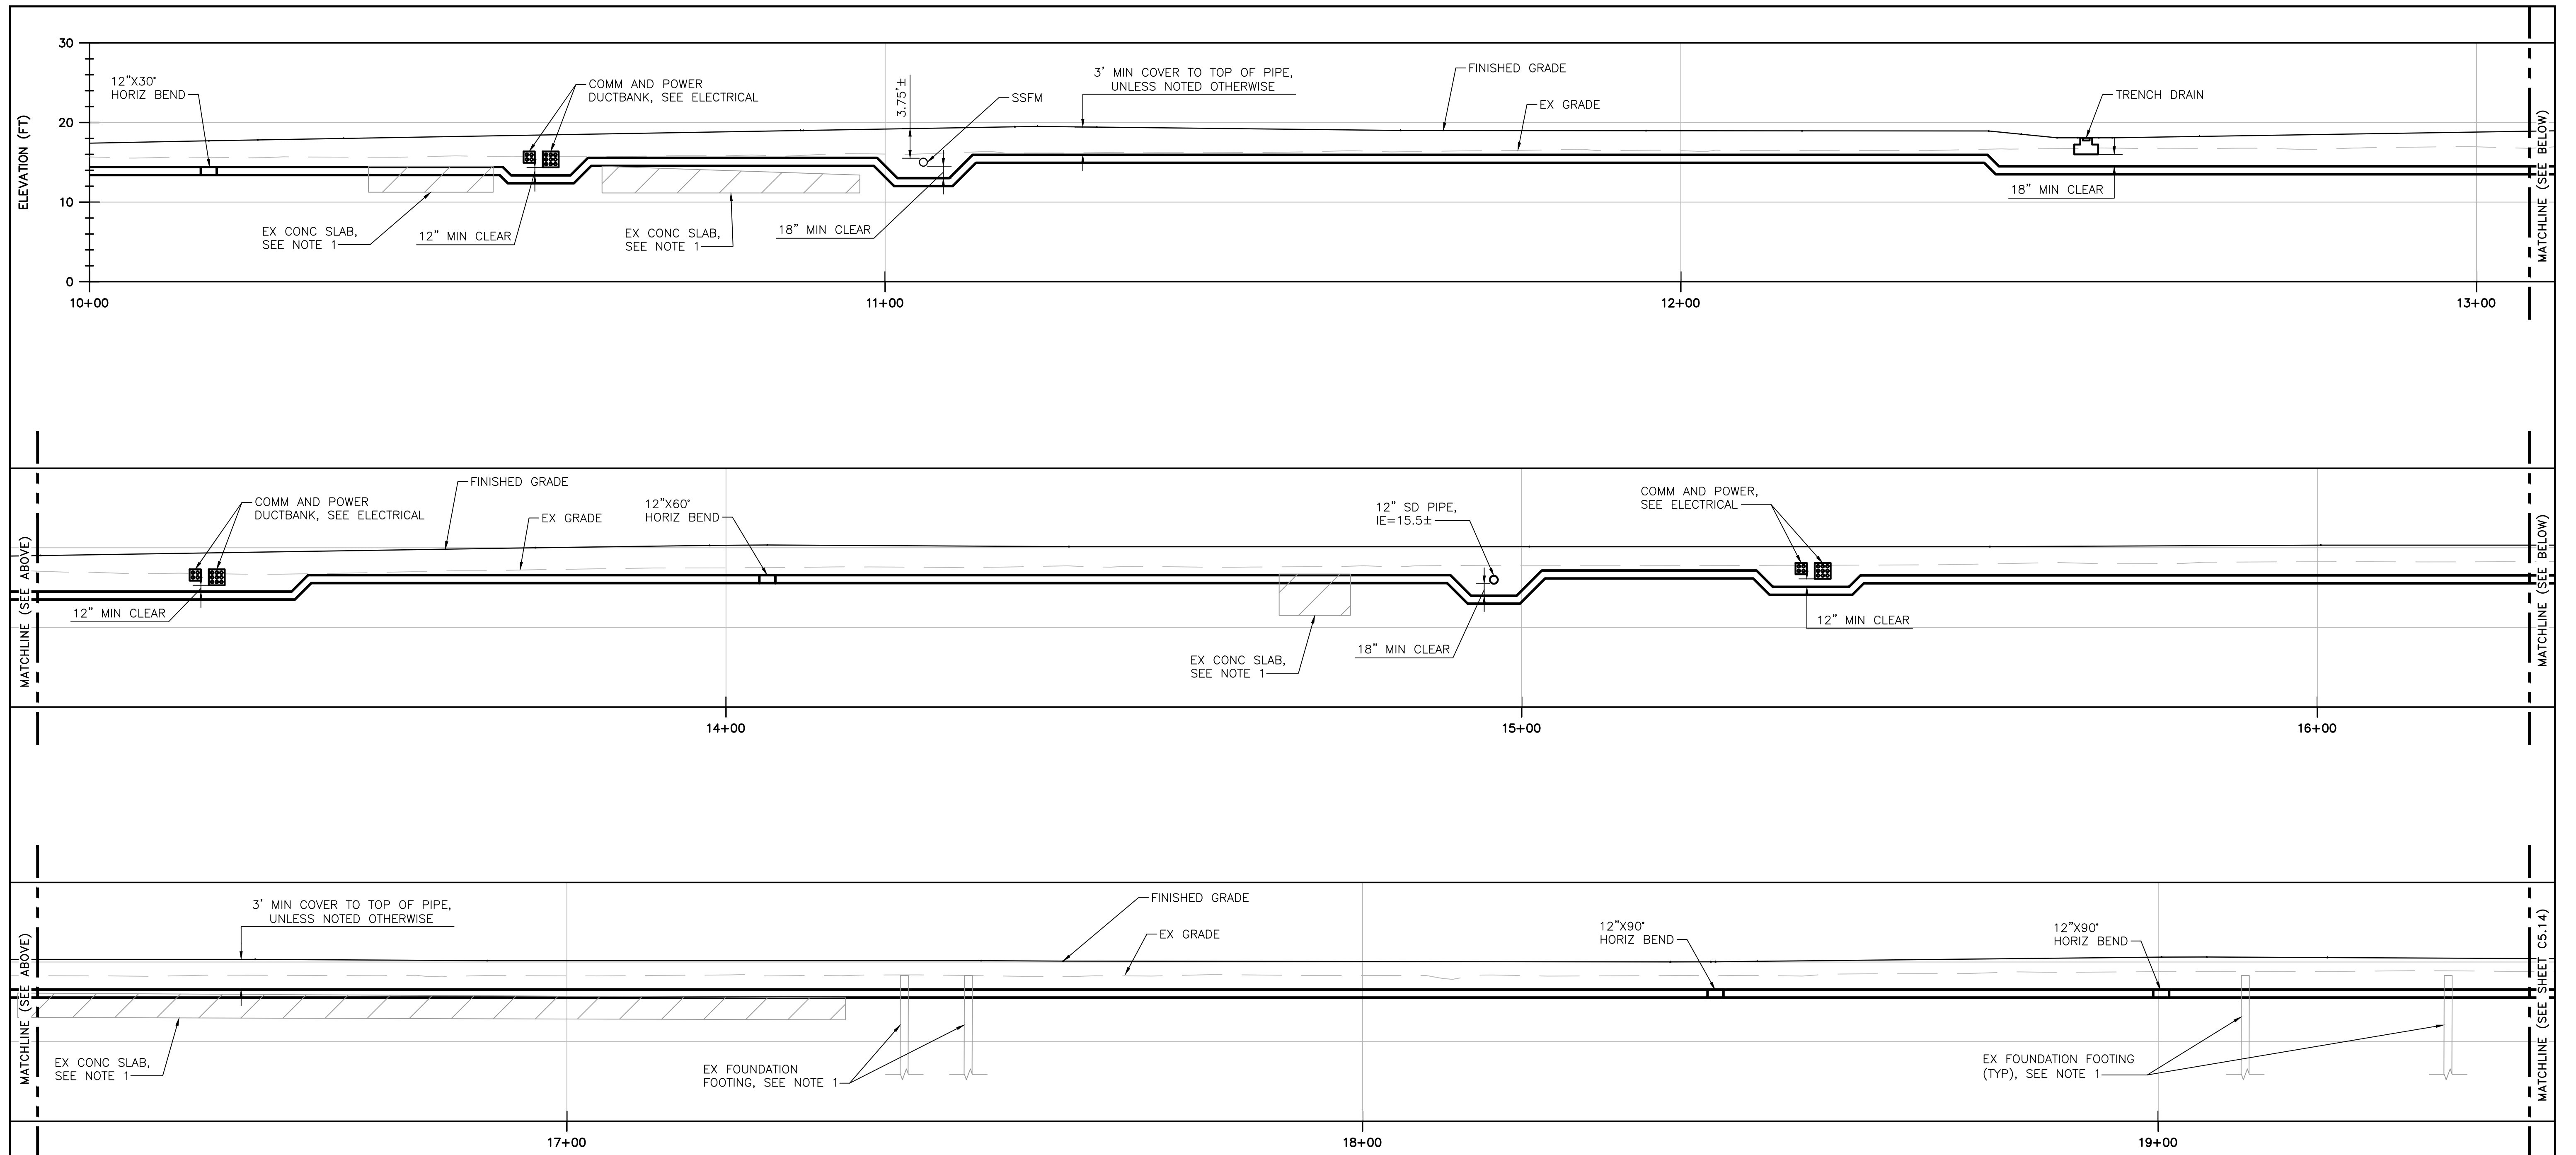 30
20
10
0
ELEVATION (FT)
12"X30°
HORIZ BEND
COMM AND POWER
DUCTBANK, SEE ELECTRICAL
3.75'±
SSFM
3' MIN COVER TO TOP OF PIPE,
UNLESS NOTED OTHERWISE
FINISHED GRADE
EX GRADE
TRENCH DRAIN
EX CONC SLAB,
SEE NOTE 1
12" MIN CLEAR
EX CONC SLAB,
SEE NOTE 1
18" MIN CLEAR
18" MIN CLEAR
MATCHLINE (SEE BELOW)
10+00
11+00
12+00
13+00
MATCHLINE (SEE ABOVE)
COMM AND POWER
DUCTBANK, SEE ELECTRICAL
FINISHED GRADE
EX GRADE
12"X60°
HORIZ BEND
12" SD PIPE,
IE=15.5±
COMM AND POWER,
SEE ELECTRICAL
12" MIN CLEAR
EX CONC SLAB,
SEE NOTE 1
18" MIN CLEAR
12" MIN CLEAR
MATCHLINE (SEE BELOW)
14+00
15+00
16+00
MATCHLINE (SEE ABOVE)
3' MIN COVER TO TOP OF PIPE,
UNLESS NOTED OTHERWISE
FINISHED GRADE
EX GRADE
12"X90°
HORIZ BEND
12"X90°
HORIZ BEND
EX CONC SLAB,
SEE NOTE 1
EX FOUNDATION
FOOTING, SEE NOTE 1
EX FOUNDATION FOOTING
(TYP), SEE NOTE 1
MATCHLINE (SEE SHEET C5.14)
17+00
18+00
19+00